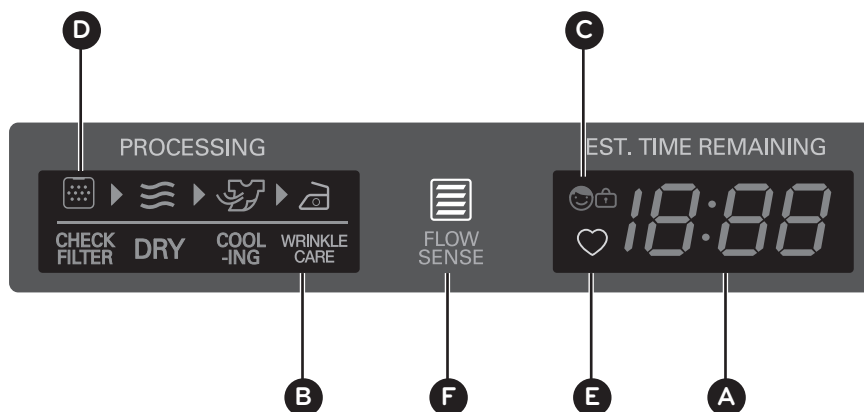 D
C
PROCESSING
EST. TIME REMAINING
18:88
CHECK
FILTER
DRY
COOL
-ING
WRINKLE
CARE
FLOW
SENSE
B
F
E
A